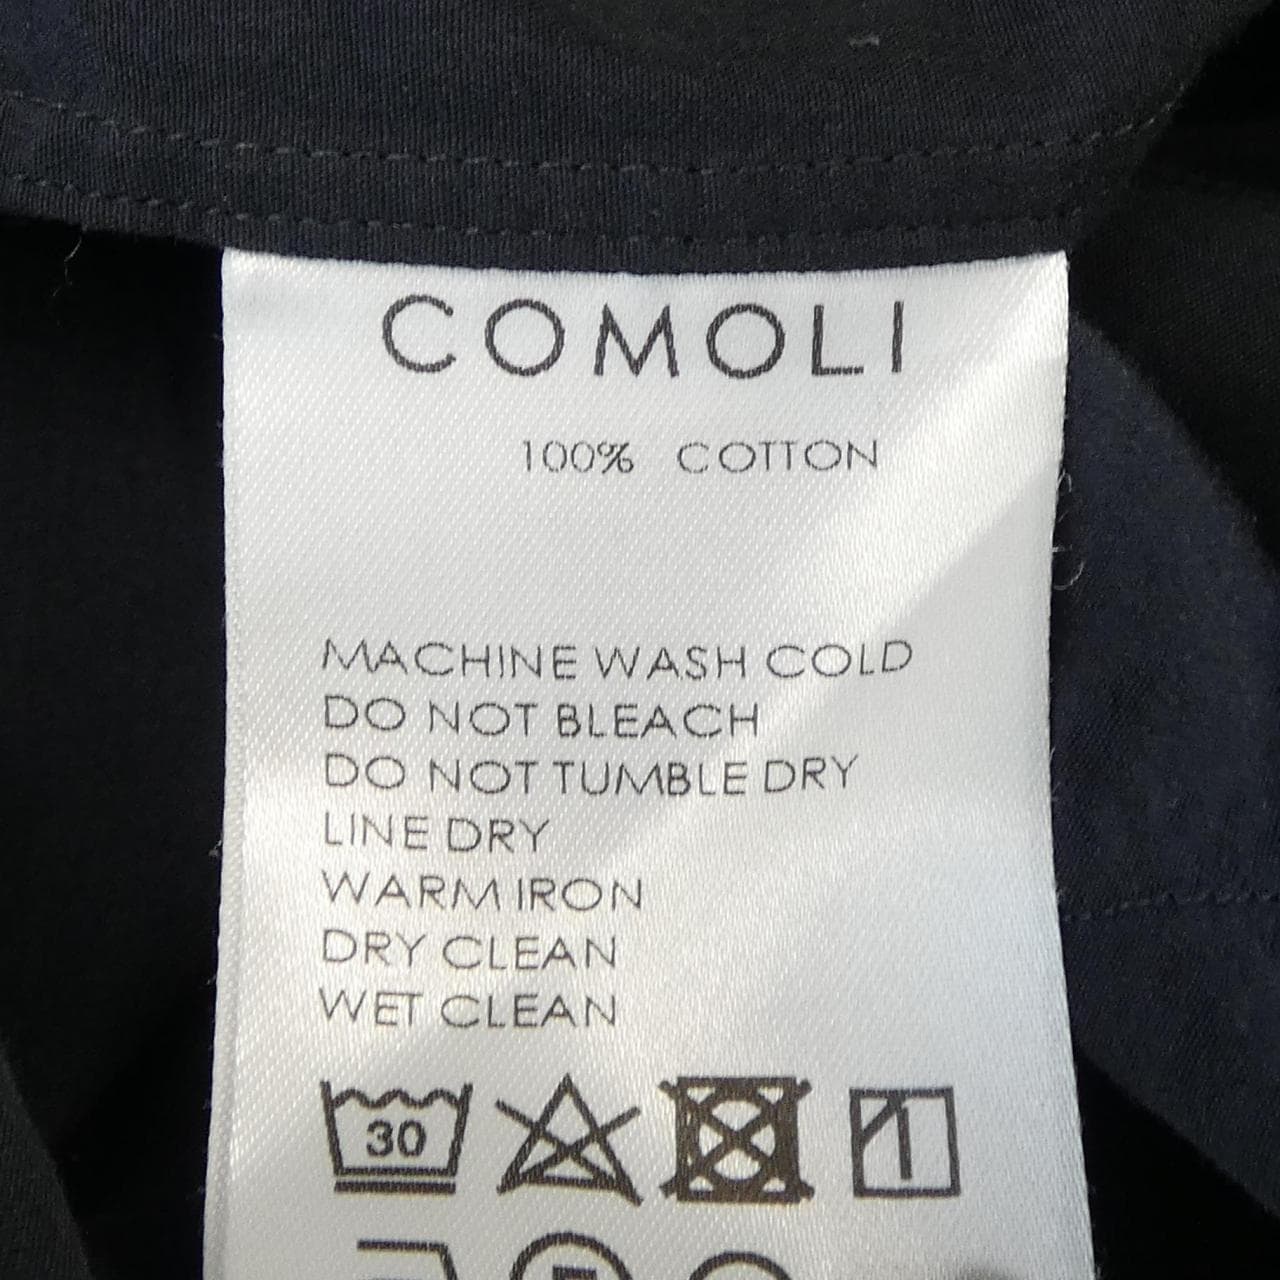 COMOLI
100% COTTON
MACHINE WASH COLD
DO NOT BLEACH
DO NOT TUMBLE DRY
LINE DRY
WARM IRON
DRY CLEAN
WET CLEAN
30